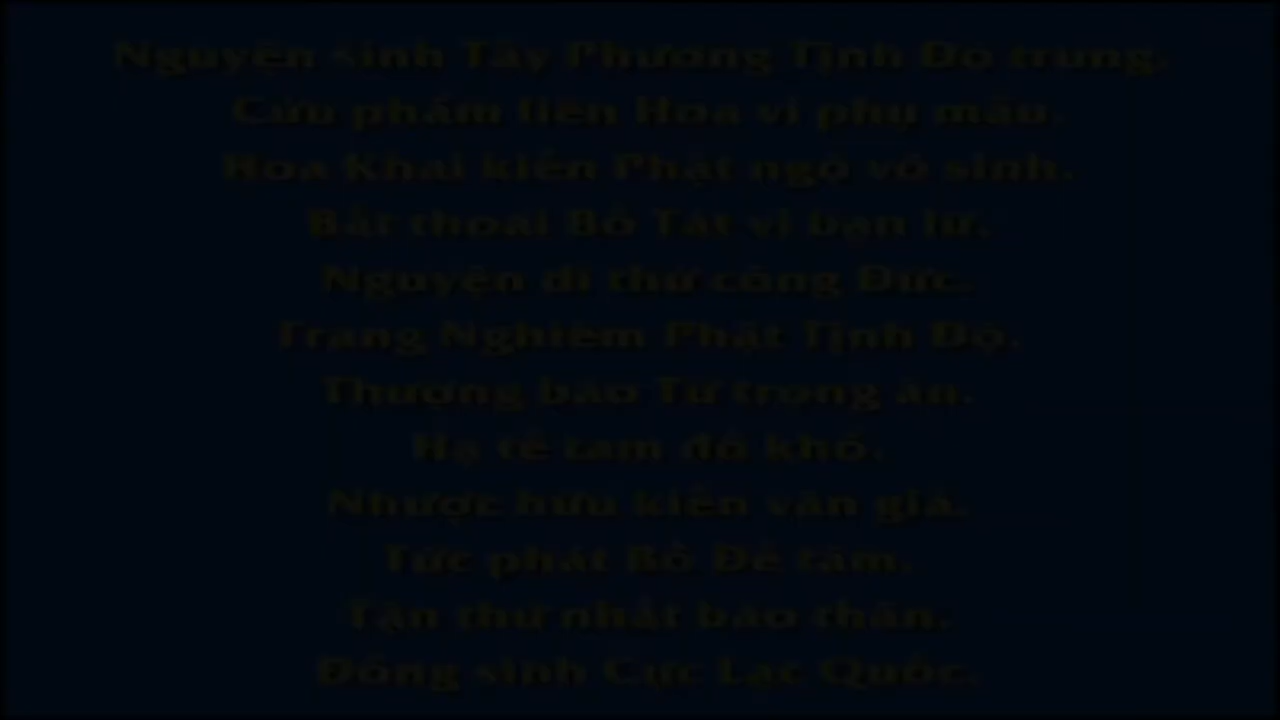 Nguyện sinh Tây Phương Tịnh Độ trung.
Cửu phẩm liên Hoa vi phụ mẫu.
Hoa Khai kiến Phật ngộ vô sinh.
Bất thoái Bồ Tát vi bạn lữ.
Nguyện dĩ thử công Đức.
Trang Nghiêm Phật Tịnh Độ.
Thượng báo Tứ trọng ân.
Hạ tế tam đồ khổ.
Nhược hữu kiến văn giả.
Tức phát Bồ Đề tâm.
Tận thử nhất báo thân.
Đồng sinh Cực Lạc Quốc.